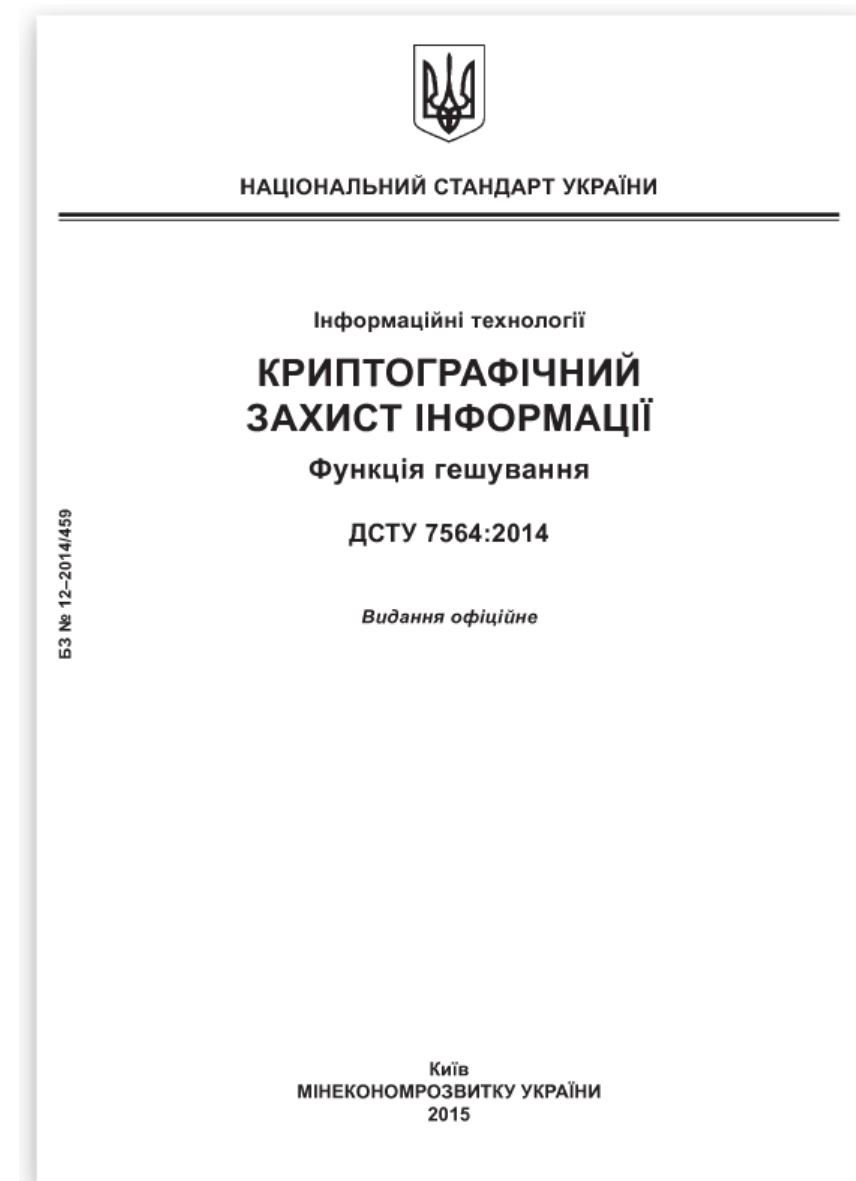 НАЦІОНАЛЬНИЙ СТАНДАРТ УКРАЇНИ
Інформаційні технології
КРИПТОГРАФІЧНИЙ
ЗАХИСТ ІНФОРМАЦІЇ
Функція гешування
ДСТУ 7564:2014
Видання офіційне
БЗ № 12–2014/459
Київ
МІНЕКОНОМРОЗВИТКУ УКРАЇНИ
2015